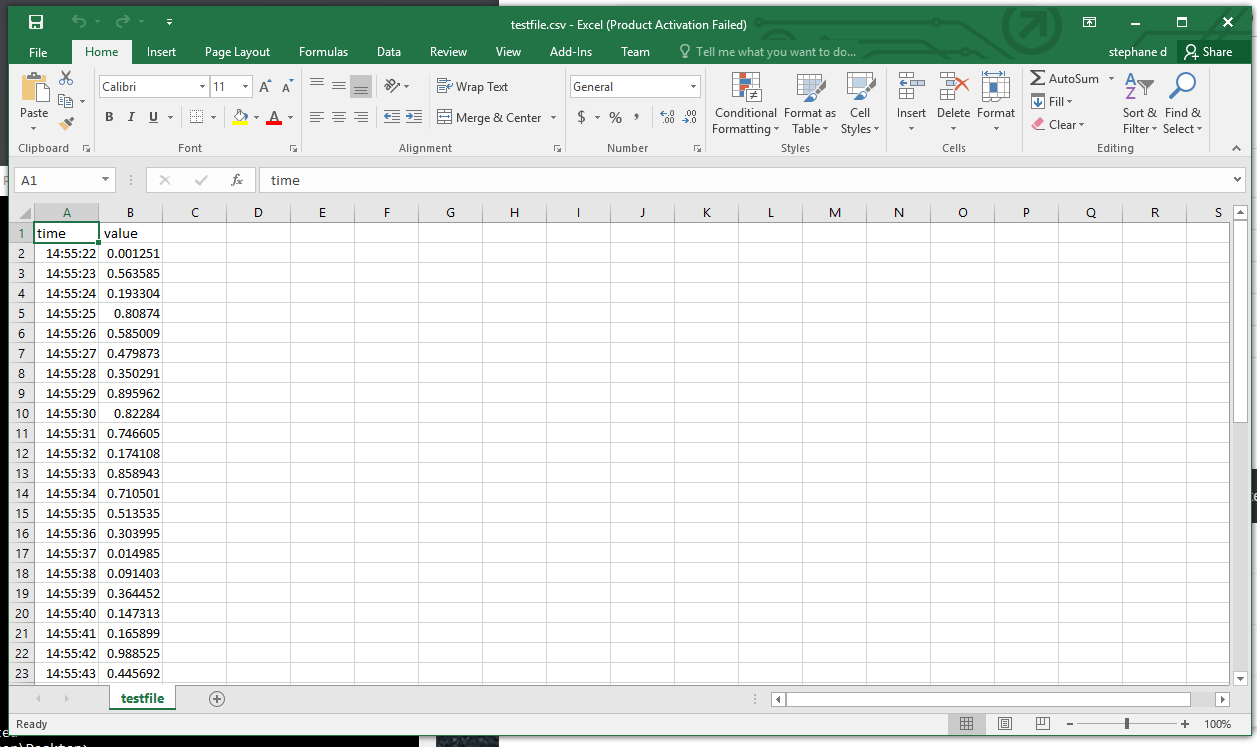 testfile.csv - Excel (Product Activation Failed)
File Home Insert Page Layout Formulas Data Review View Add-Ins Team Tell me what you want to do... stephane d Share
Calibri 11 Wrap Text General AutoSum
Paste B I U Merge & Center $ % , Conditional Formatting Format as Table Cell Styles Insert Delete Format Fill Clear Sort & Filter Find & Select
Clipboard Font Alignment Number Styles Cells Editing
A1 fx time
A B C D E F G H I J K L M N O P Q R S
1 time value
2 14:55:22 0.001251
3 14:55:23 0.563585
4 14:55:24 0.193304
5 14:55:25 0.80874
6 14:55:26 0.585009
7 14:55:27 0.479873
8 14:55:28 0.350291
9 14:55:29 0.895962
10 14:55:30 0.82284
11 14:55:31 0.746605
12 14:55:32 0.174108
13 14:55:33 0.858943
14 14:55:34 0.710501
15 14:55:35 0.513535
16 14:55:36 0.303995
17 14:55:37 0.014985
18 14:55:38 0.091403
19 14:55:39 0.364452
20 14:55:40 0.147313
21 14:55:41 0.165899
22 14:55:42 0.988525
23 14:55:43 0.445692
testfile
Ready 100%